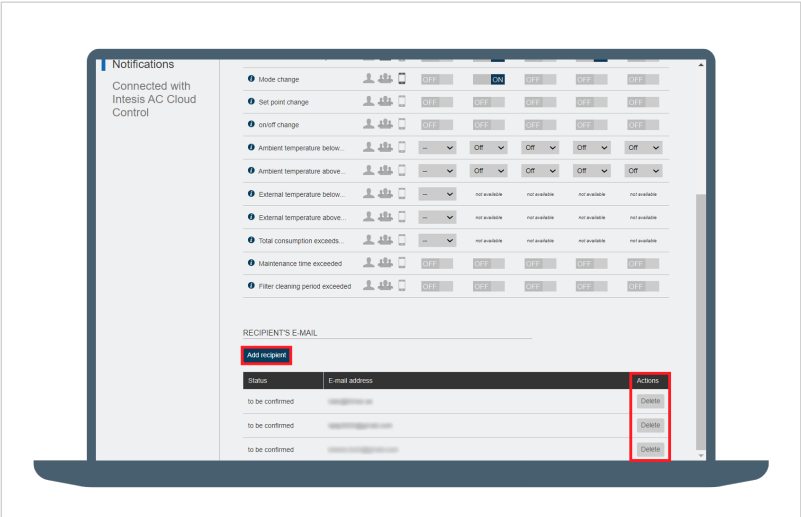 Notifications
Connected with
Intesis AC Cloud
Control
Mode change OFF ON OFF OFF OFF
Set point change OFF OFF OFF OFF OFF
on/off change OFF OFF OFF OFF OFF
Ambient temperature below... -- Off Off Off Off
Ambient temperature above... -- Off Off Off Off
External temperature below... -- not available not available not available not available
External temperature above... -- not available not available not available not available
Total consumption exceeds... -- not available not available not available not available
Maintenance time exceeded OFF OFF OFF OFF OFF
Filter cleaning period exceeded OFF OFF OFF OFF OFF
RECIPIENT'S E-MAIL
Add recipient
Status E-mail address Actions
to be confirmed Delete
to be confirmed Delete
to be confirmed Delete